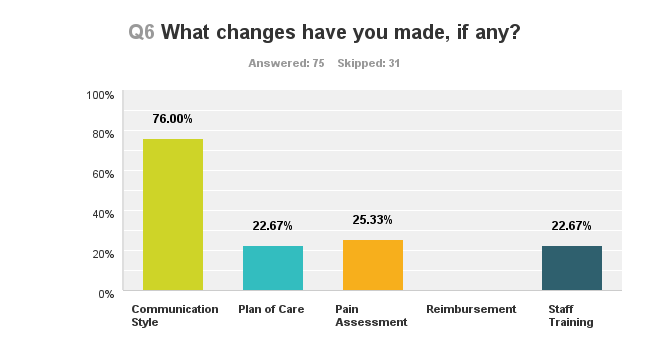 Q6 What changes have you made, if any?
Answered: 75 Skipped: 31
100%
80%
60%
40%
20%
0%
76.00%
22.67%
25.33%
22.67%
Communication
Style
Plan of Care
Pain
Assessment
Reimbursement
Staff
Training